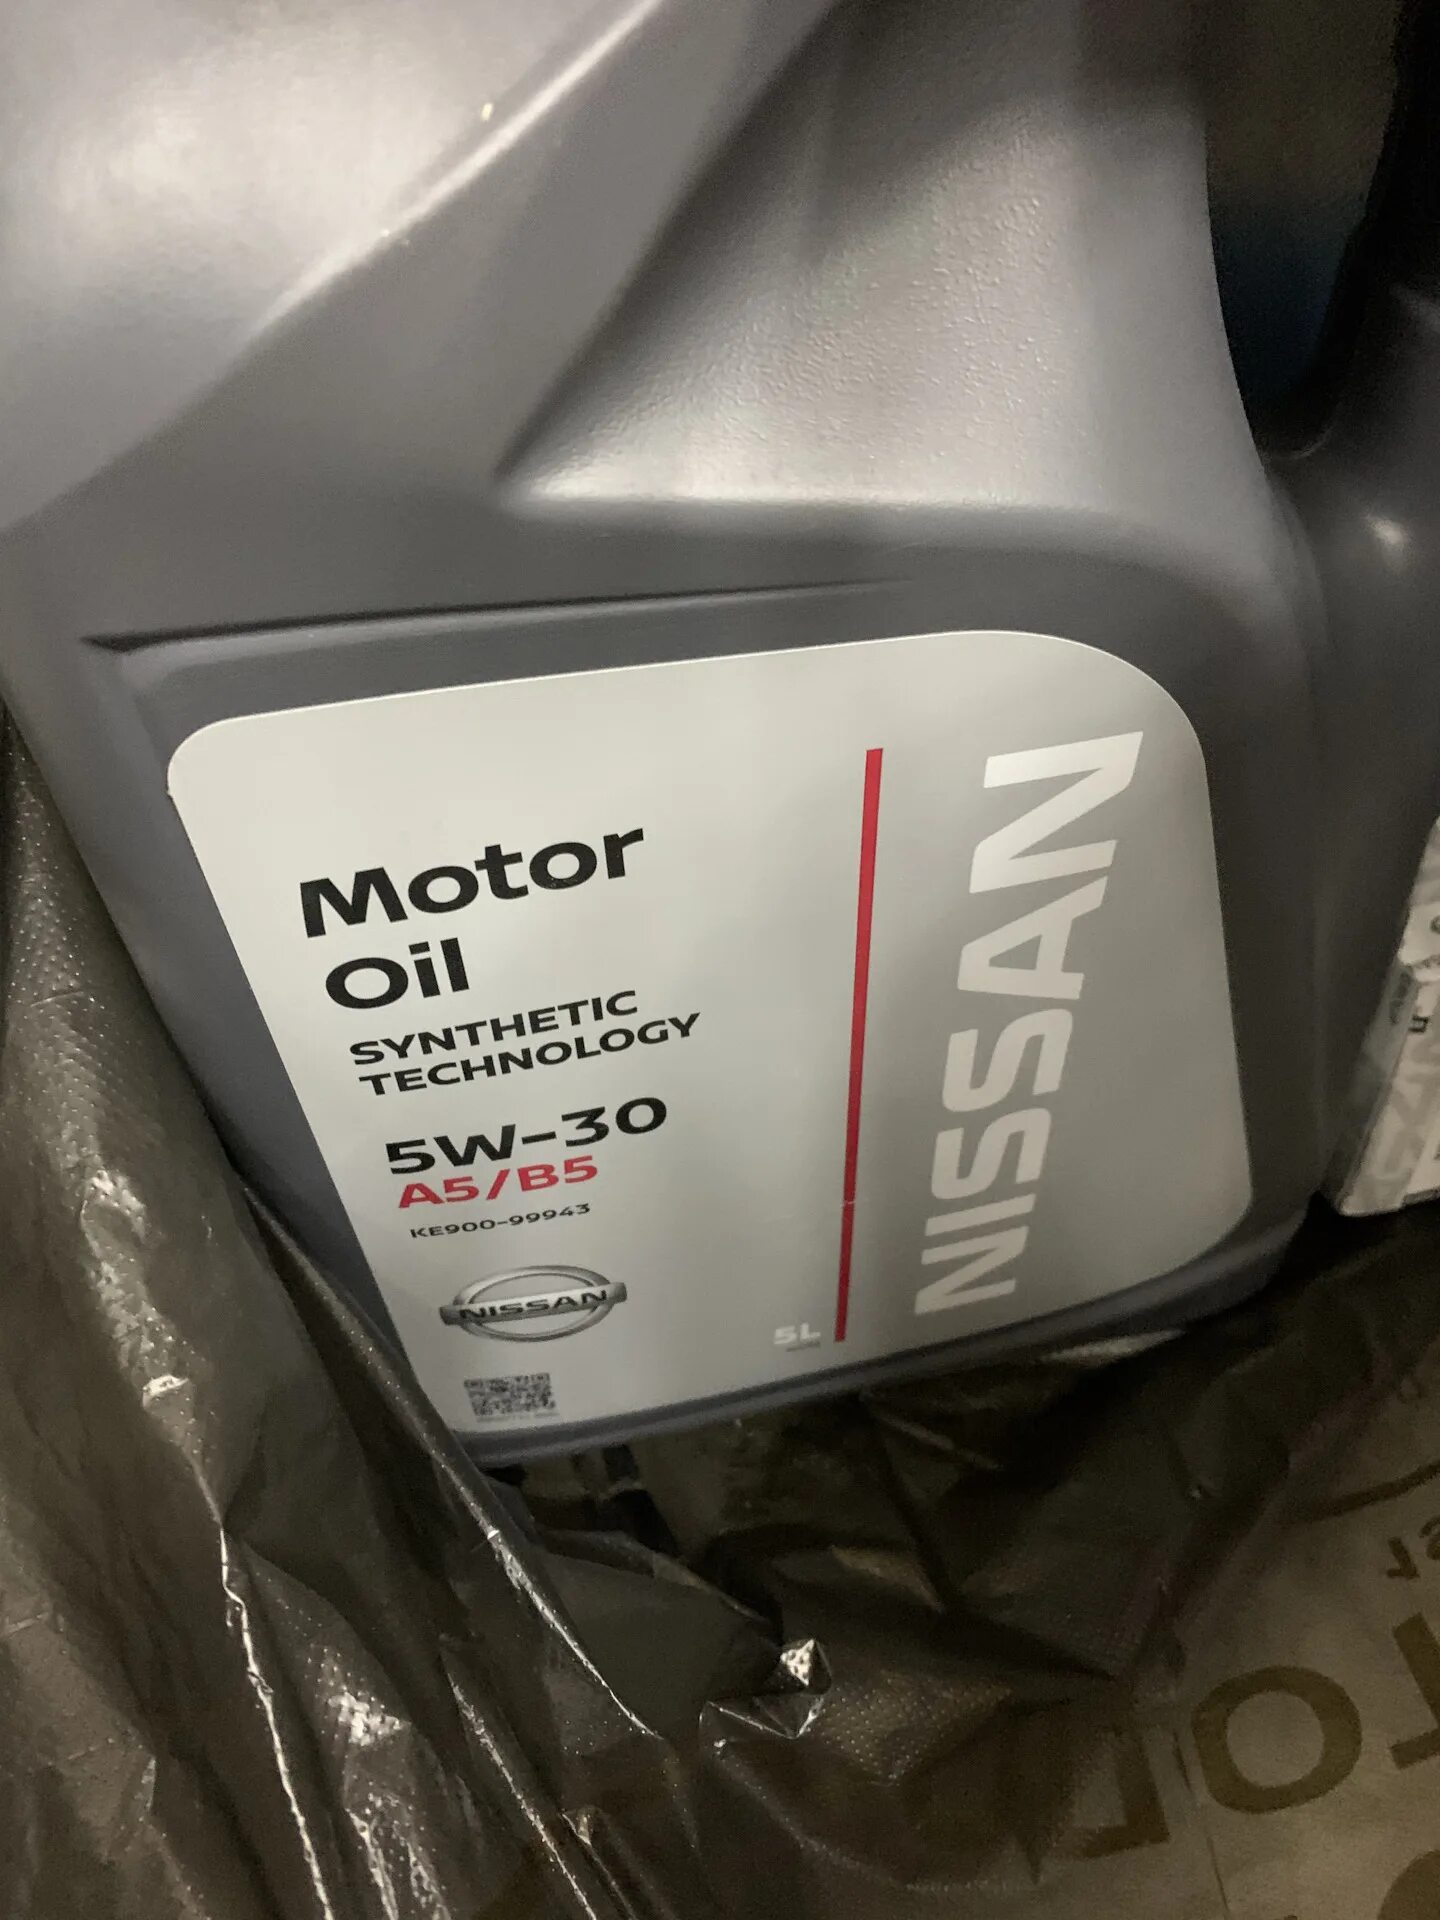 Motor
Oil
SYNTHETIC
TECHNOLOGY
5W-30
A5/B5
KE900-99943
NISSAN
5L
NISSAN